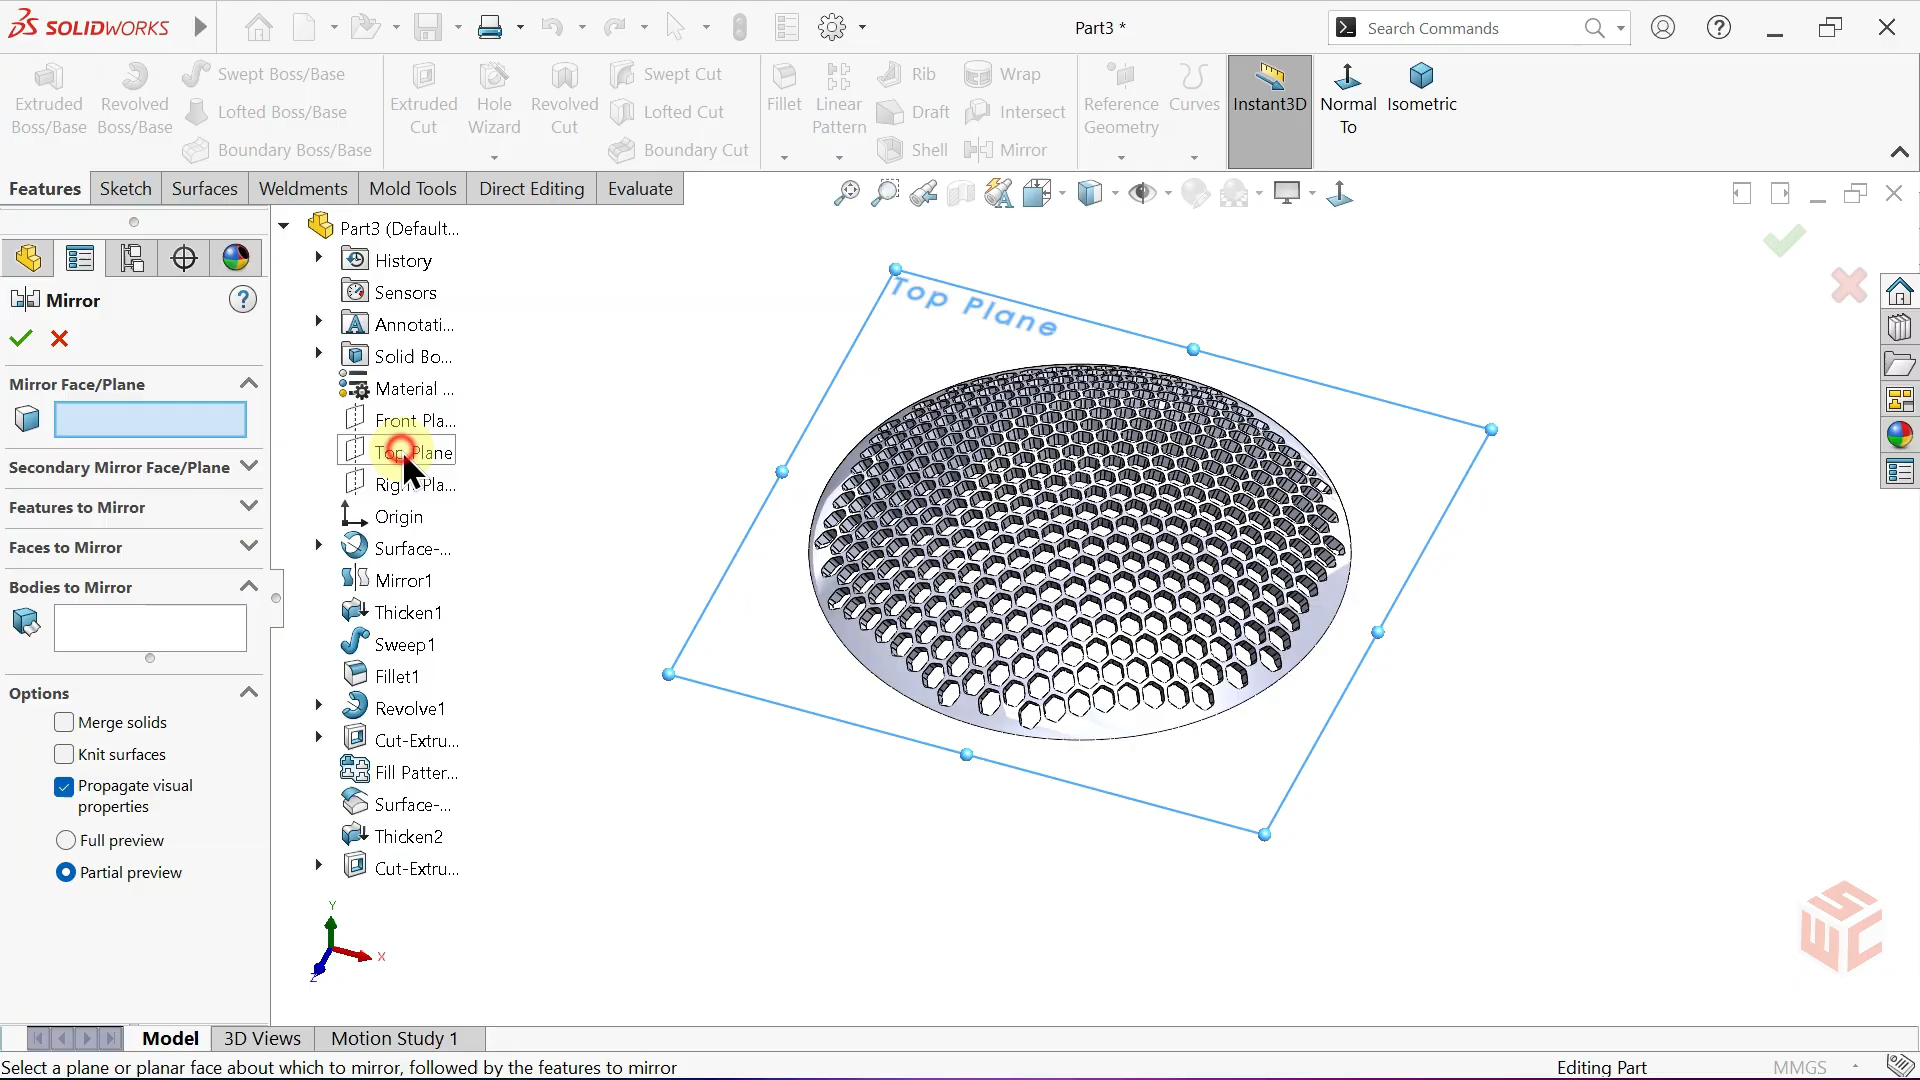 SOLIDWORKS
Part3 *
Search Commands
Extruded Boss/Base
Revolved Boss/Base
Swept Boss/Base
Lofted Boss/Base
Boundary Boss/Base
Extruded Cut
Hole Wizard
Revolved Cut
Swept Cut
Lofted Cut
Boundary Cut
Fillet
Linear Pattern
Rib
Draft
Shell
Wrap
Intersect
Mirror
Reference Geometry
Curves
Instant3D
Normal To
Isometric
Features
Sketch
Surfaces
Weldments
Mold Tools
Direct Editing
Evaluate
Mirror
Mirror Face/Plane
Secondary Mirror Face/Plane
Features to Mirror
Faces to Mirror
Bodies to Mirror
Options
Merge solids
Knit surfaces
Propagate visual
properties
Full preview
Partial preview
Part3 (Default...
History
Sensors
Annotati...
Solid Bo...
Material ...
Front Pla...
Top Plane
Right Pla...
Origin
Surface-...
Mirror1
Thicken1
Sweep1
Fillet1
Revolve1
Cut-Extru...
Fill Patter...
Surface-...
Thicken2
Cut-Extru...
Top Plane
Y
X
Z
SWC
Model
3D Views
Motion Study 1
Select a plane or planar face about which to mirror, followed by the features to mirror
Editing Part
MMGS